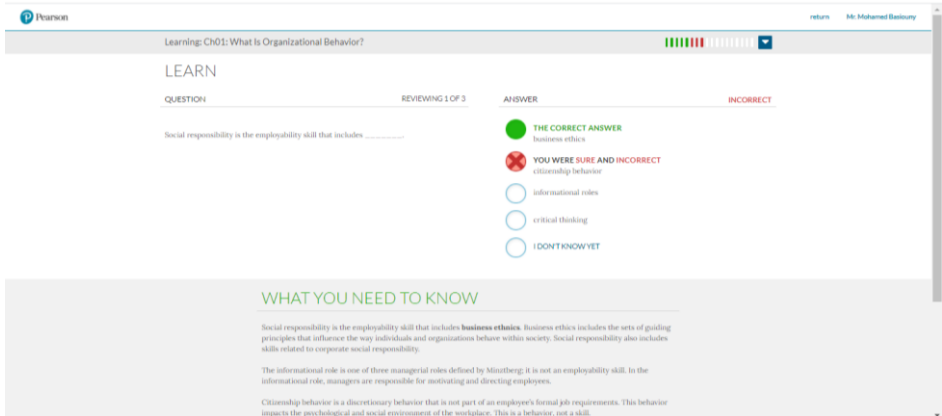 Pearson
return Mr. Mohamed Basiouny
Learning: Ch01: What Is Organizational Behavior?
LEARN
QUESTION REVIEWING 1 OF 3
Social responsibility is the employability skill that includes _______.
ANSWER INCORRECT
THE CORRECT ANSWER
business ethics
YOU WERE SURE AND INCORRECT
citizenship behavior
informational roles
critical thinking
I DON'T KNOW YET
WHAT YOU NEED TO KNOW
Social responsibility is the employability skill that includes business ethnics. Business ethics includes the sets of guiding
principles that influence the way individuals and organizations behave within society. Social responsibility also includes
skills related to corporate social responsibility.
The informational role is one of three managerial roles defined by Minztberg; it is not an employability skill. In the
informational role, managers are responsible for motivating and directing employees.
Citizenship behavior is a discretionary behavior that is not part of an employee's formal job requirements. This behavior
impacts the psychological and social environment of the workplace. This is a behavior, not a skill.